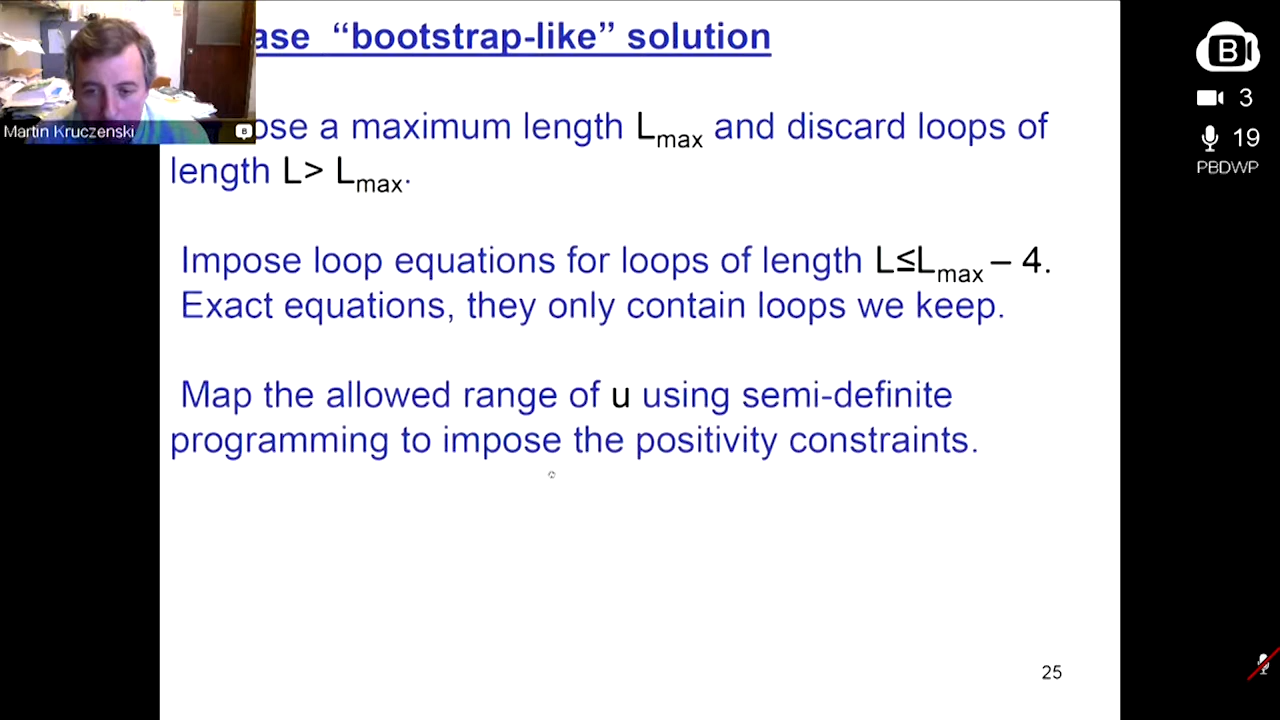 ase “bootstrap-like” solution
Martin Kruczenski
B
ose a maximum length Lmax and discard loops of
length L> Lmax.
Impose loop equations for loops of length L≤Lmax – 4.
Exact equations, they only contain loops we keep.
Map the allowed range of u using semi-definite
programming to impose the positivity constraints.
25
B
3
19
PBDWP